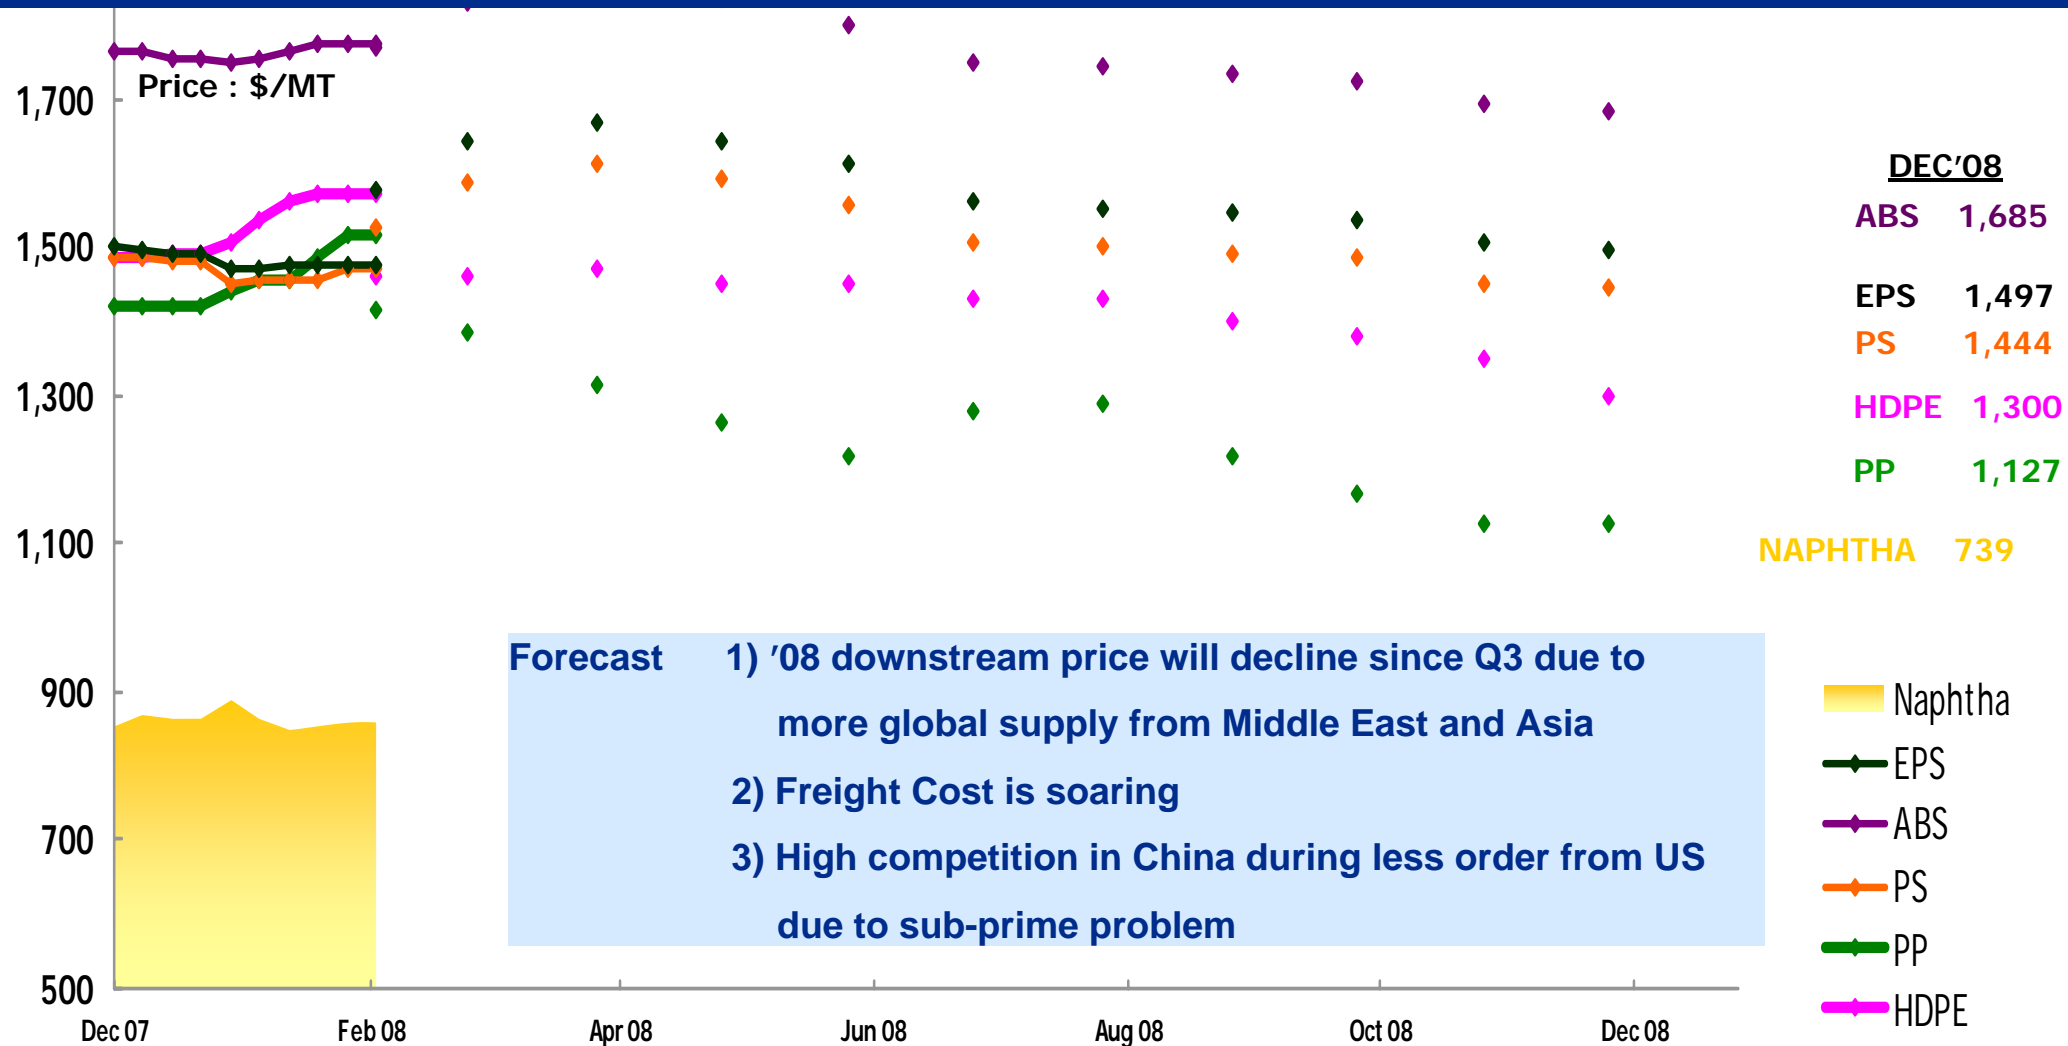 Price : $/MT
1,700
1,500
1,300
1,100
900
700
500
Dec 07
Feb 08
Apr 08
Jun 08
Aug 08
Oct 08
Dec 08
DEC'08
ABS 1,685
EPS 1,497
PS 1,444
HDPE 1,300
PP 1,127
NAPHTHA 739
Forecast 1) '08 downstream price will decline since Q3 due to
more global supply from Middle East and Asia
2) Freight Cost is soaring
3) High competition in China during less order from US
due to sub-prime problem
Naphtha
EPS
ABS
PS
PP
HDPE